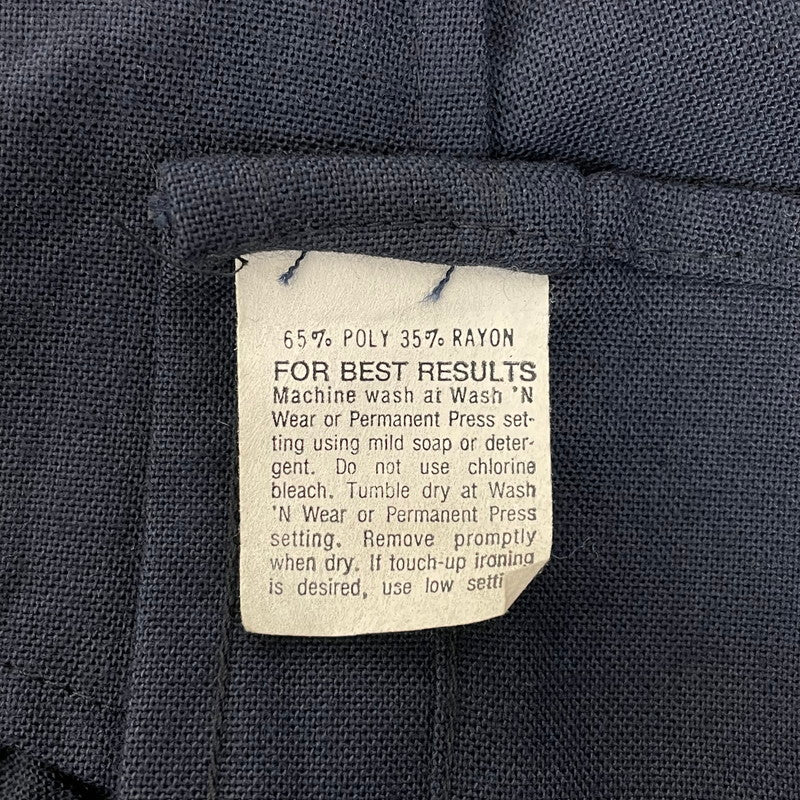 65% POLY 35% RAYON
FOR BEST RESULTS
Machine wash at Wash 'N
Wear or Permanent Press set-
ting using mild soap or deter-
gent. Do not use chlorine
bleach. Tumble dry at Wash
'N Wear or Permanent Press
setting. Remove promptly
when dry. If touch-up ironing
is desired, use low setti